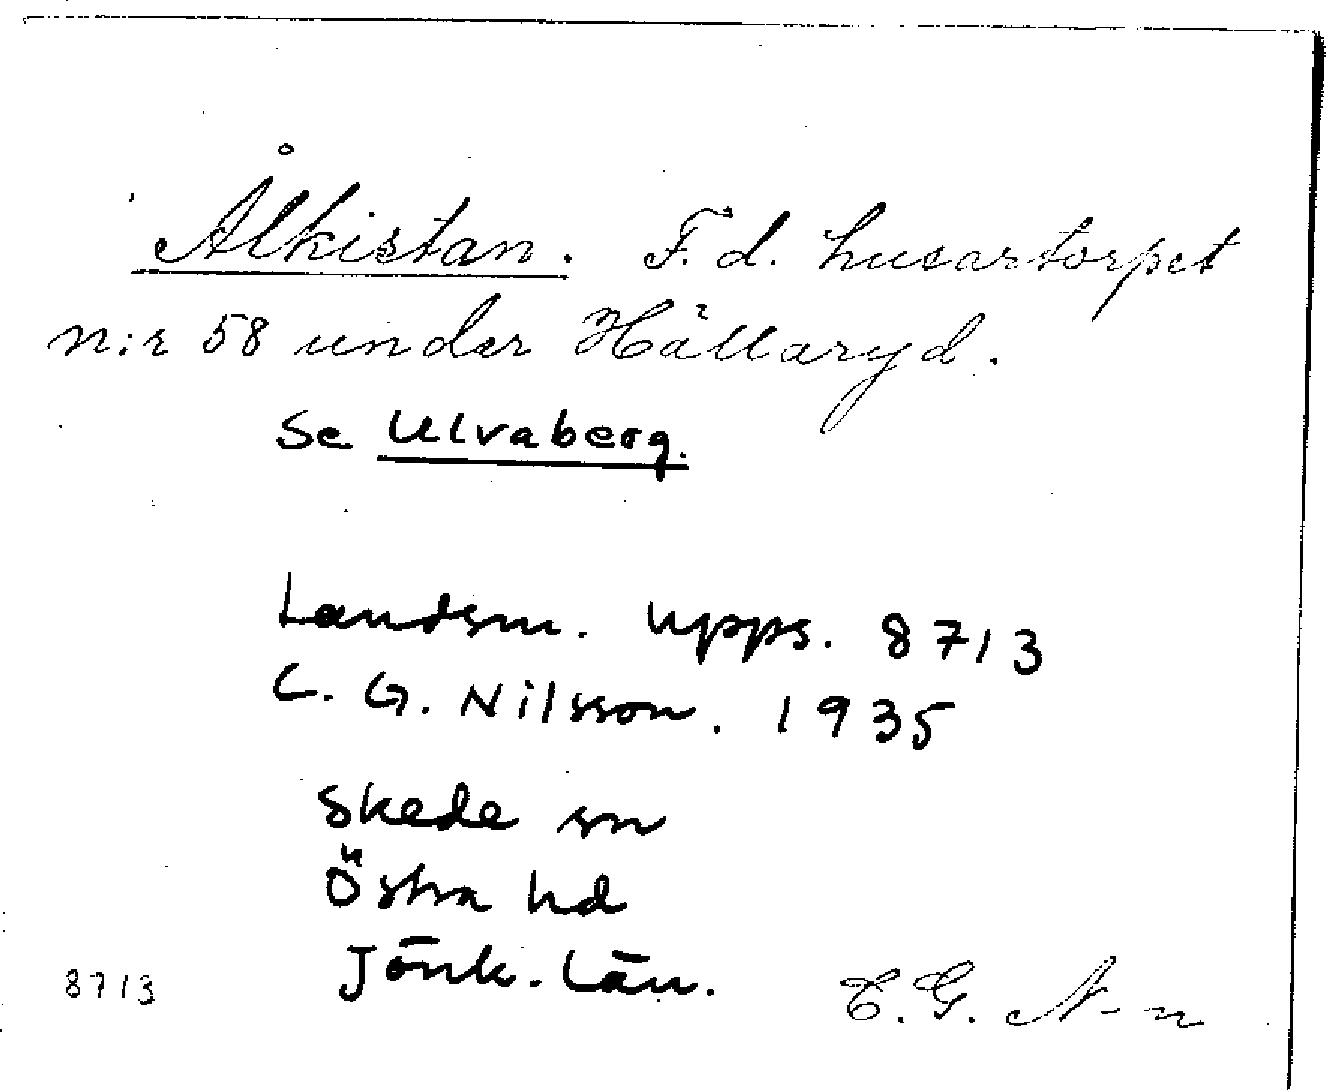 Ålkistan. F. d. husartorpet
n:r 58 under Hällaryd.
Se Ulvaberg.
Landsm. Upps. 8713
C. G. Nilsson. 1935
Skede sn
Östra hd
Jönk. Län.
8713 C. G. N-n